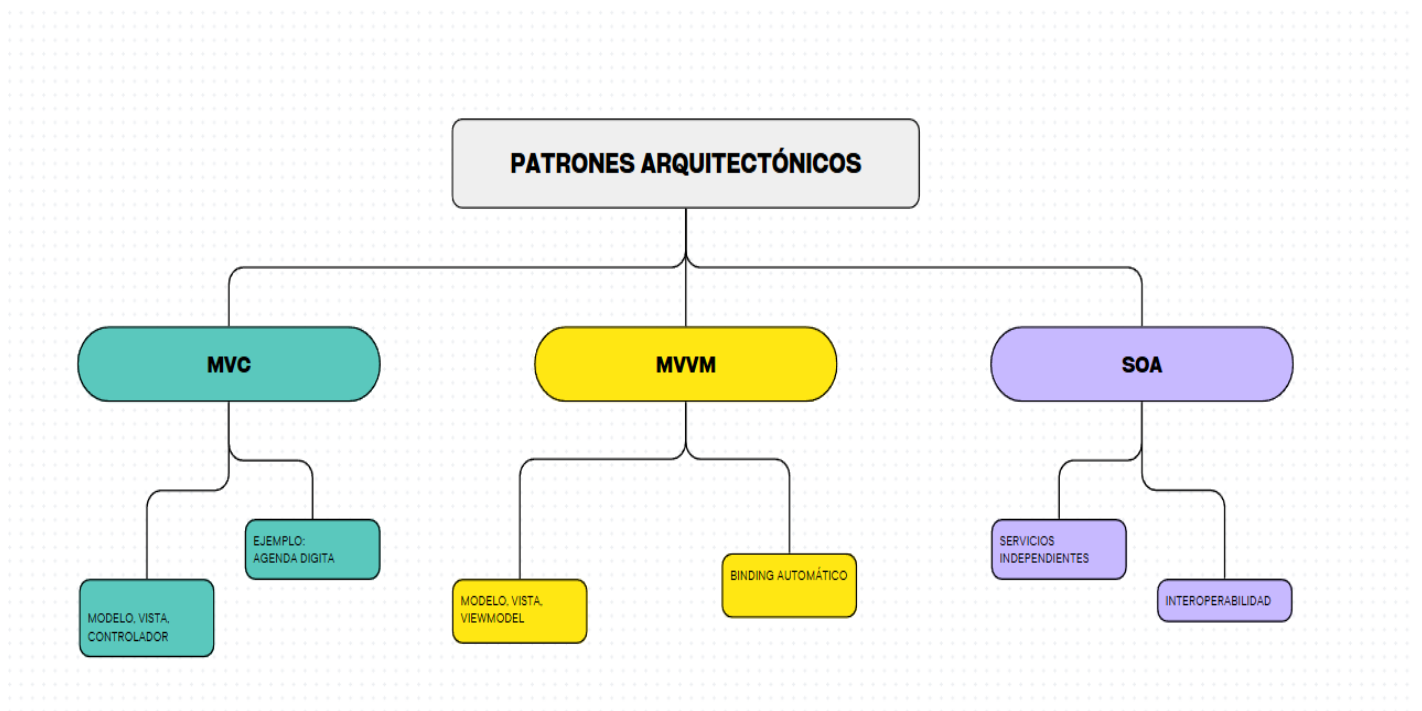 PATRONES ARQUITECTÓNICOS
MVC
MVVM
SOA
EJEMPLO:
AGENDA DIGITA
MODELO, VISTA,
CONTROLADOR
MODELO, VISTA,
VIEWMODEL
BINDING AUTOMÁTICO
SERVICIOS
INDEPENDIENTES
INTEROPERABILIDAD